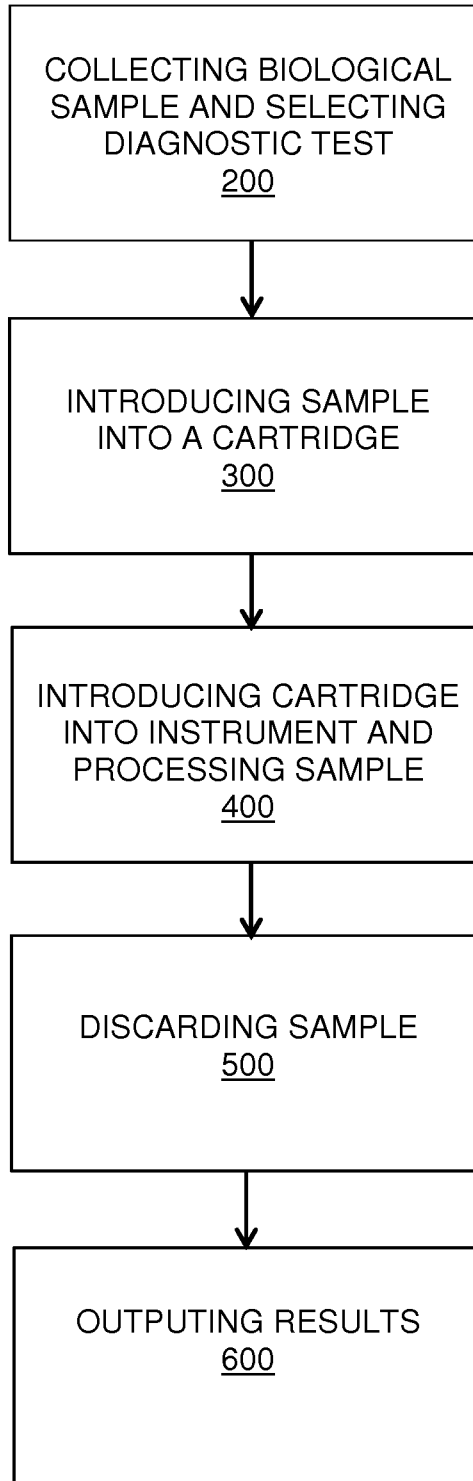 COLLECTING BIOLOGICAL
SAMPLE AND SELECTING
DIAGNOSTIC TEST
200
INTRODUCING SAMPLE
INTO A CARTRIDGE
300
INTRODUCING CARTRIDGE
INTO INSTRUMENT AND
PROCESSING SAMPLE
400
DISCARDING SAMPLE
500
OUTPUTING RESULTS
600